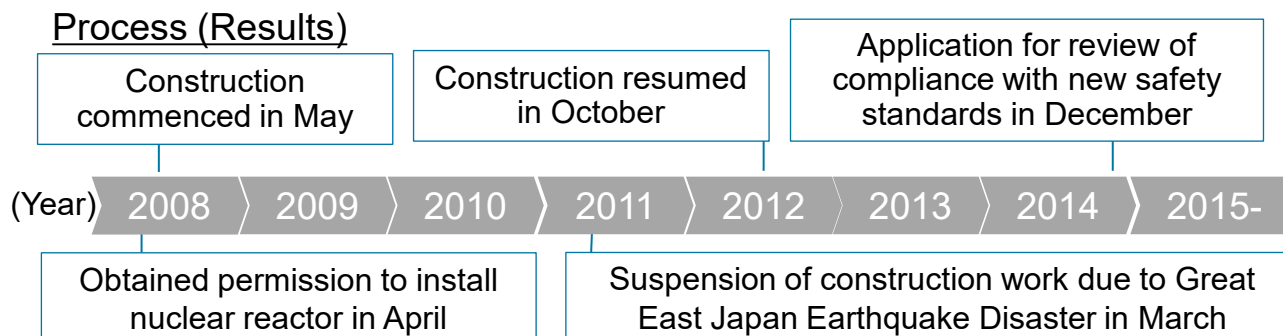 Process (Results)
Construction
commenced in May
Construction resumed
in October
Application for review of
compliance with new safety
standards in December
(Year) 2008 2009 2010 2011 2012 2013 2014 2015-
Obtained permission to install
nuclear reactor in April
Suspension of construction work due to Great
East Japan Earthquake Disaster in March